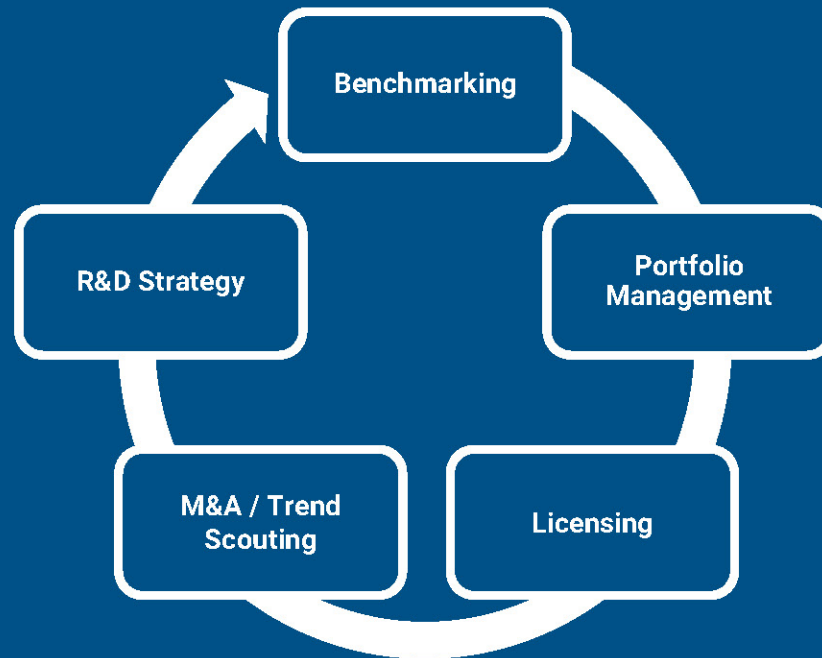 Benchmarking
Portfolio
Management
Licensing
M&A / Trend
Scouting
R&D Strategy